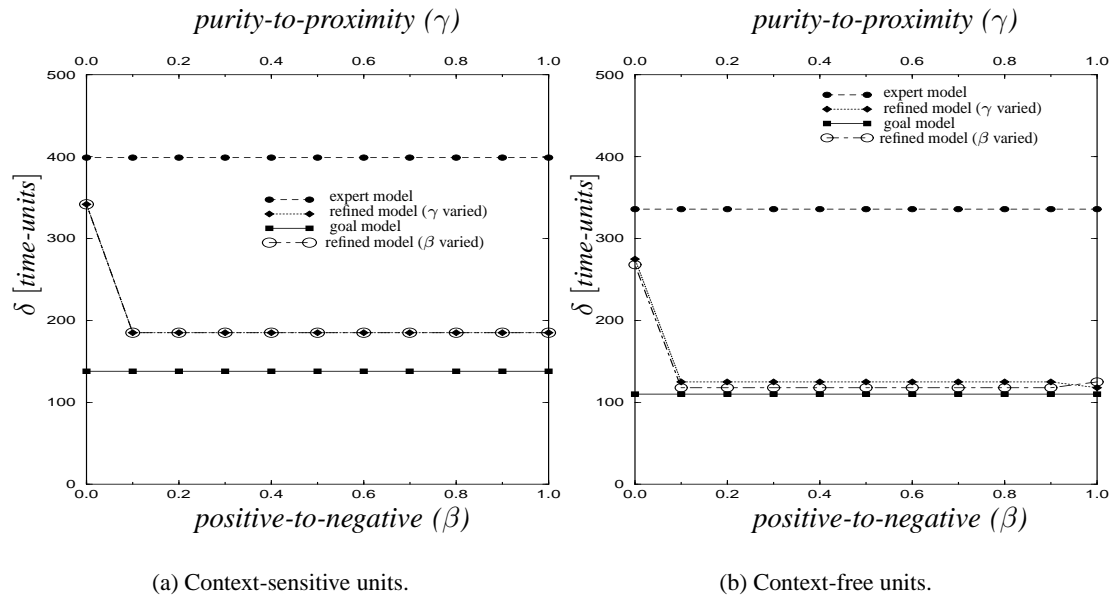 purity-to-proximity (γ)
0.0 0.2 0.4 0.6 0.8 1.0
500
400
300
200
100
0
δ [time-units]
expert model
refined model (γ varied)
goal model
refined model (β varied)
0.0 0.2 0.4 0.6 0.8 1.0
positive-to-negative (β)
(a) Context-sensitive units.
purity-to-proximity (γ)
0.0 0.2 0.4 0.6 0.8 1.0
500
400
300
200
100
0
δ [time-units]
expert model
refined model (γ varied)
goal model
refined model (β varied)
0.0 0.2 0.4 0.6 0.8 1.0
positive-to-negative (β)
(b) Context-free units.